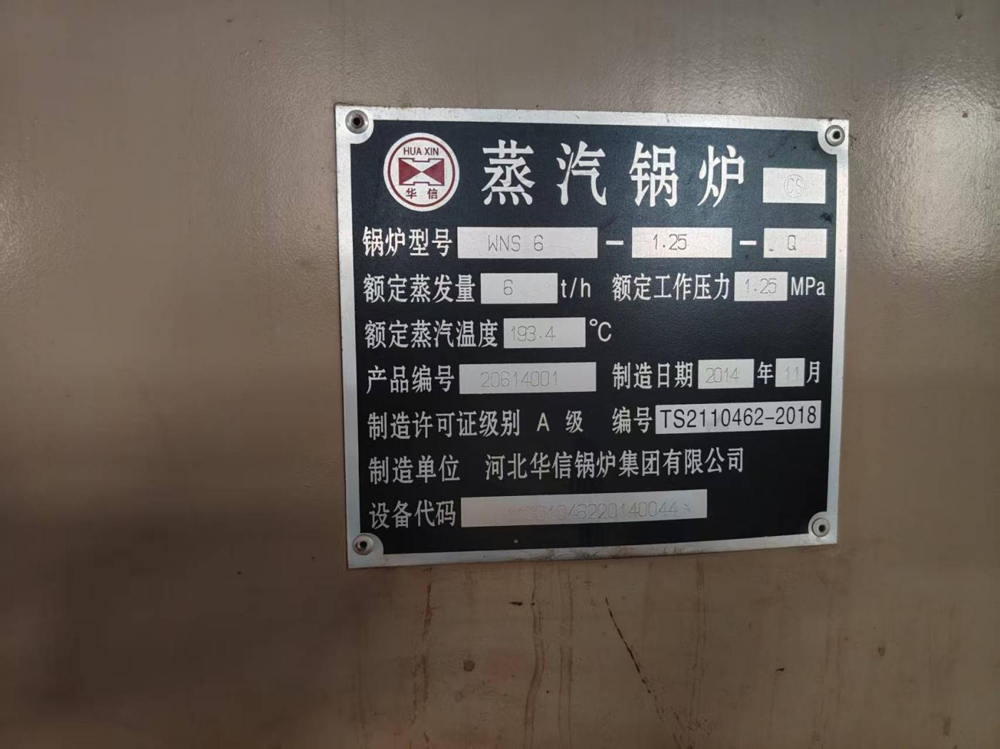 HUA XIN
华信
蒸汽锅炉 CS
锅炉型号 WNS 6 — 1.25 — Q
额定蒸发量 6 t/h 额定工作压力 1.25 MPa
额定蒸汽温度 193.4 ℃
产品编号 20614001 制造日期 2014 年 11 月
制造许可证级别 A 级 编号 TS2110462-2018
制造单位 河北华信锅炉集团有限公司
设备代码